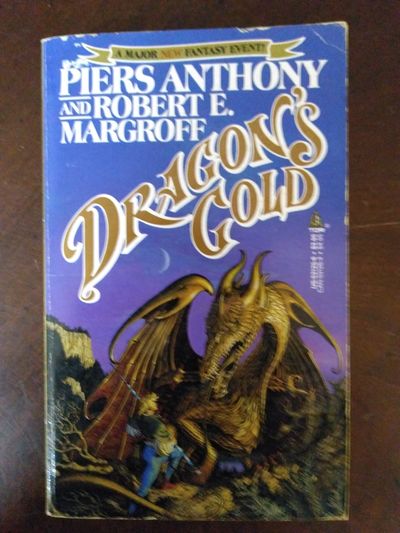 A MAJOR NEW FANTASY EVENT!
PIERS ANTHONY
AND ROBERT E.
MARGROFF
DRAGON'S
GOLD